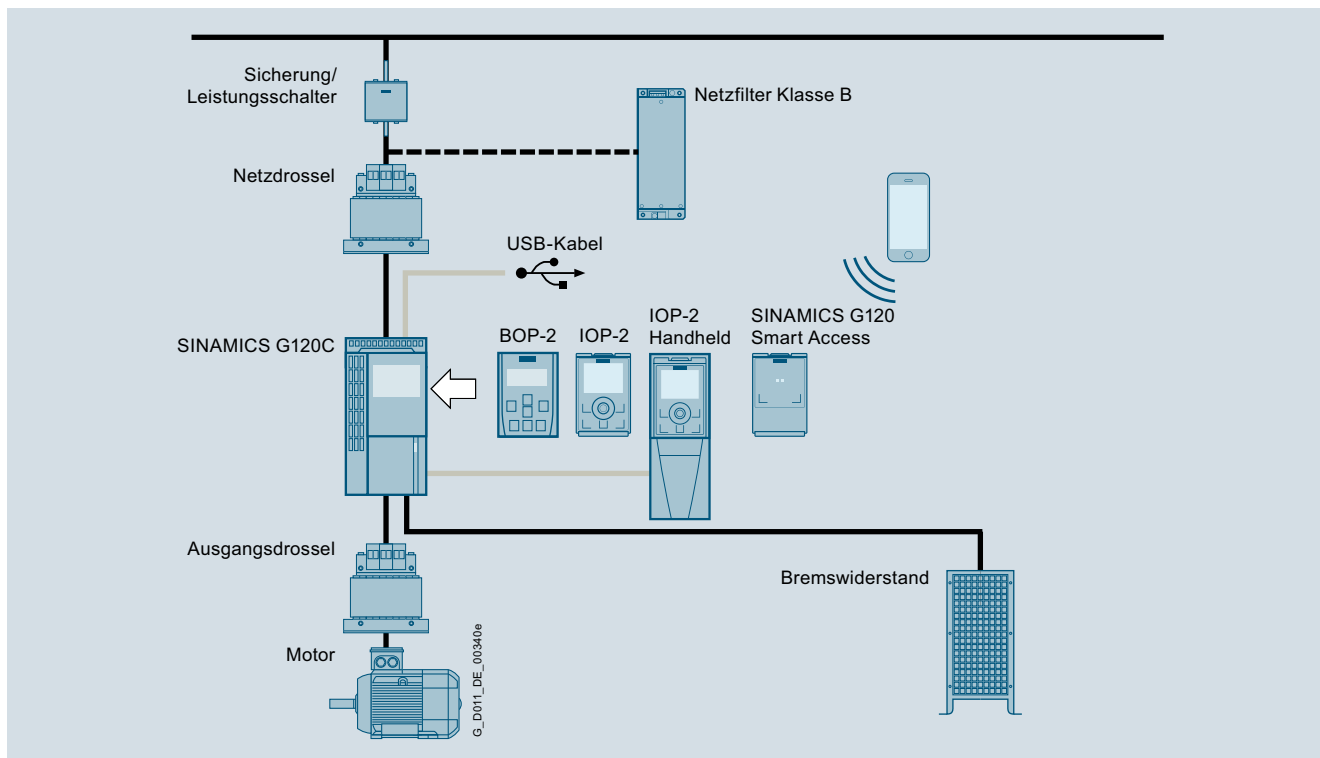 Sicherung/
Leistungsschalter
Netzfilter Klasse B
Netzdrossel
USB-Kabel
SINAMICS G120C
BOP-2
IOP-2
IOP-2
Handheld
SINAMICS G120
Smart Access
Ausgangsdrossel
Bremswiderstand
Motor
G_D011_DE_00340e